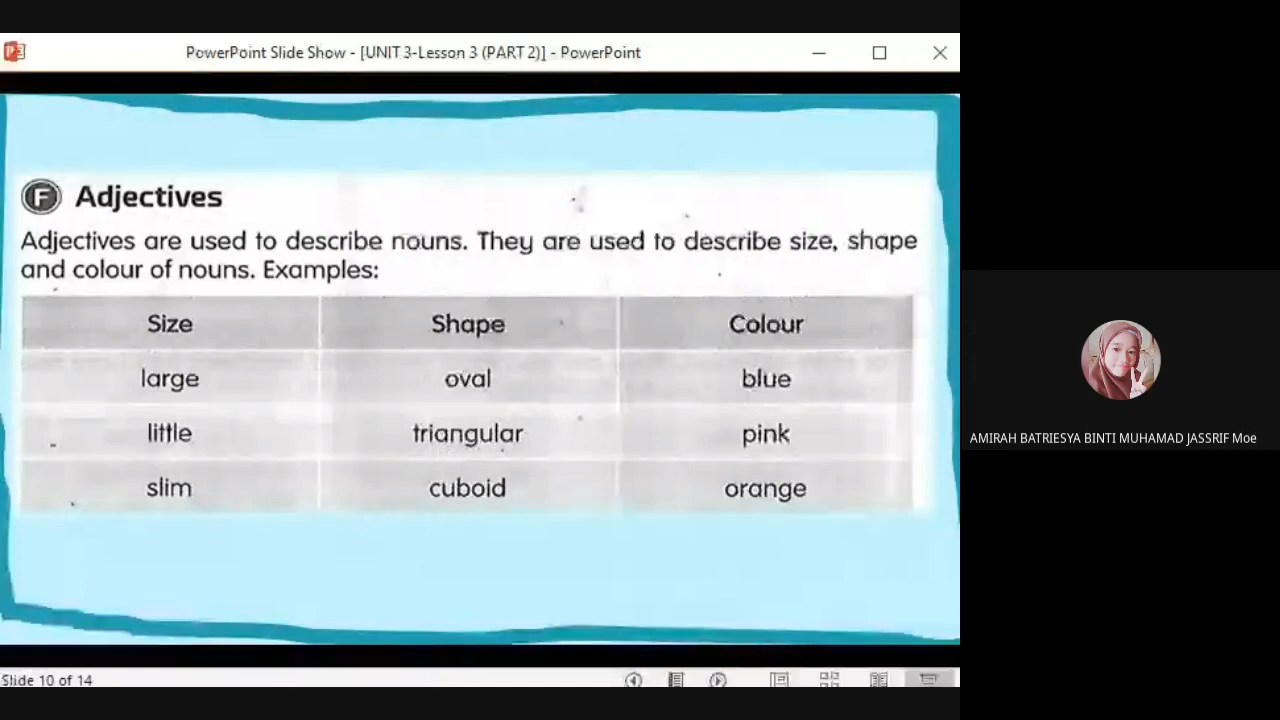 PowerPoint Slide Show - [UNIT 3-Lesson 3 (PART 2)] - PowerPoint
F Adjectives
Adjectives are used to describe nouns. They are used to describe size, shape
and colour of nouns. Examples:
Size Shape Colour
large oval blue
little triangular pink
slim cuboid orange
AMIRAH BATRIESYA BINTI MUHAMAD JASSRIF Moe
Slide 10 of 14